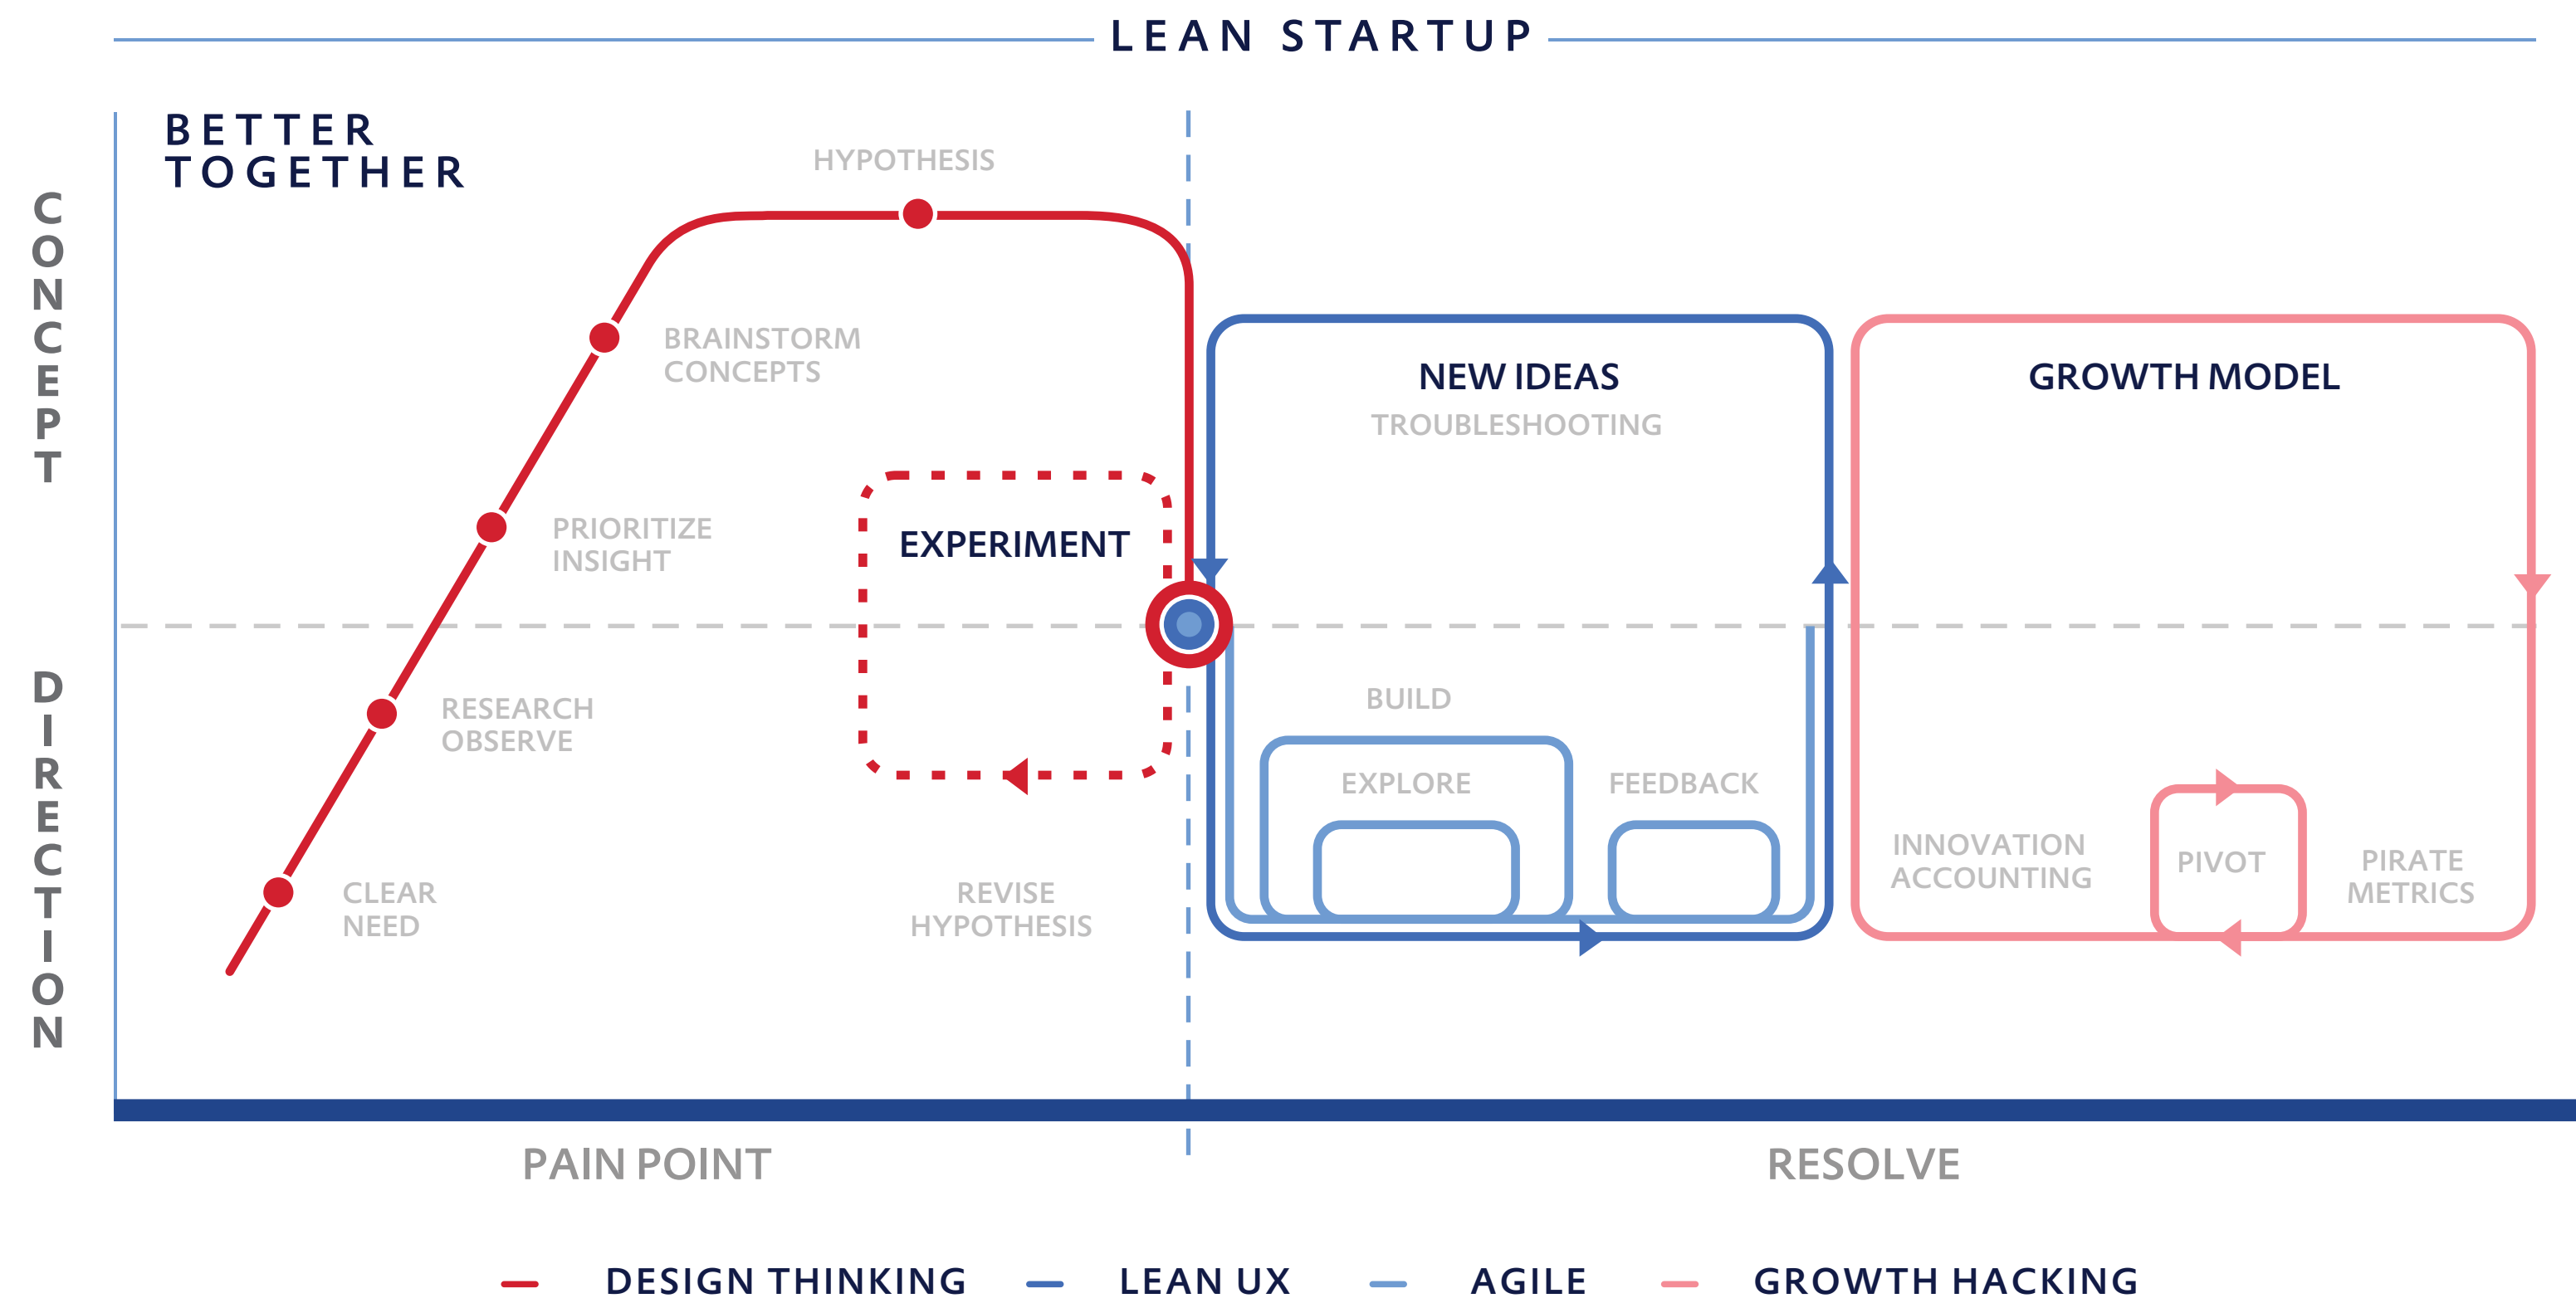 LEAN STARTUP
BETTER
TOGETHER
CONCEPT
DIRECTION
HYPOTHESIS
BRAINSTORM
CONCEPTS
PRIORITIZE
INSIGHT
RESEARCH
OBSERVE
CLEAR
NEED
EXPERIMENT
REVISE
HYPOTHESIS
NEW IDEAS
TROUBLESHOOTING
BUILD
EXPLORE
FEEDBACK
GROWTH MODEL
INNOVATION
ACCOUNTING
PIVOT
PIRATE
METRICS
PAIN POINT
RESOLVE
DESIGN THINKING
LEAN UX
AGILE
GROWTH HACKING